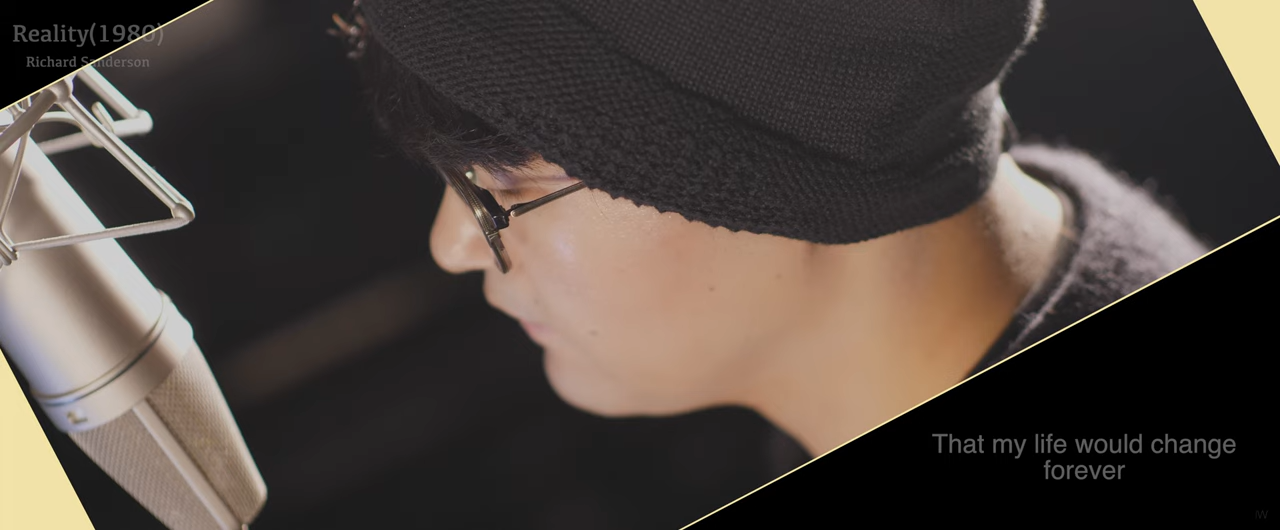 Reality(1980)
Richard Sanderson
That my life would change
forever